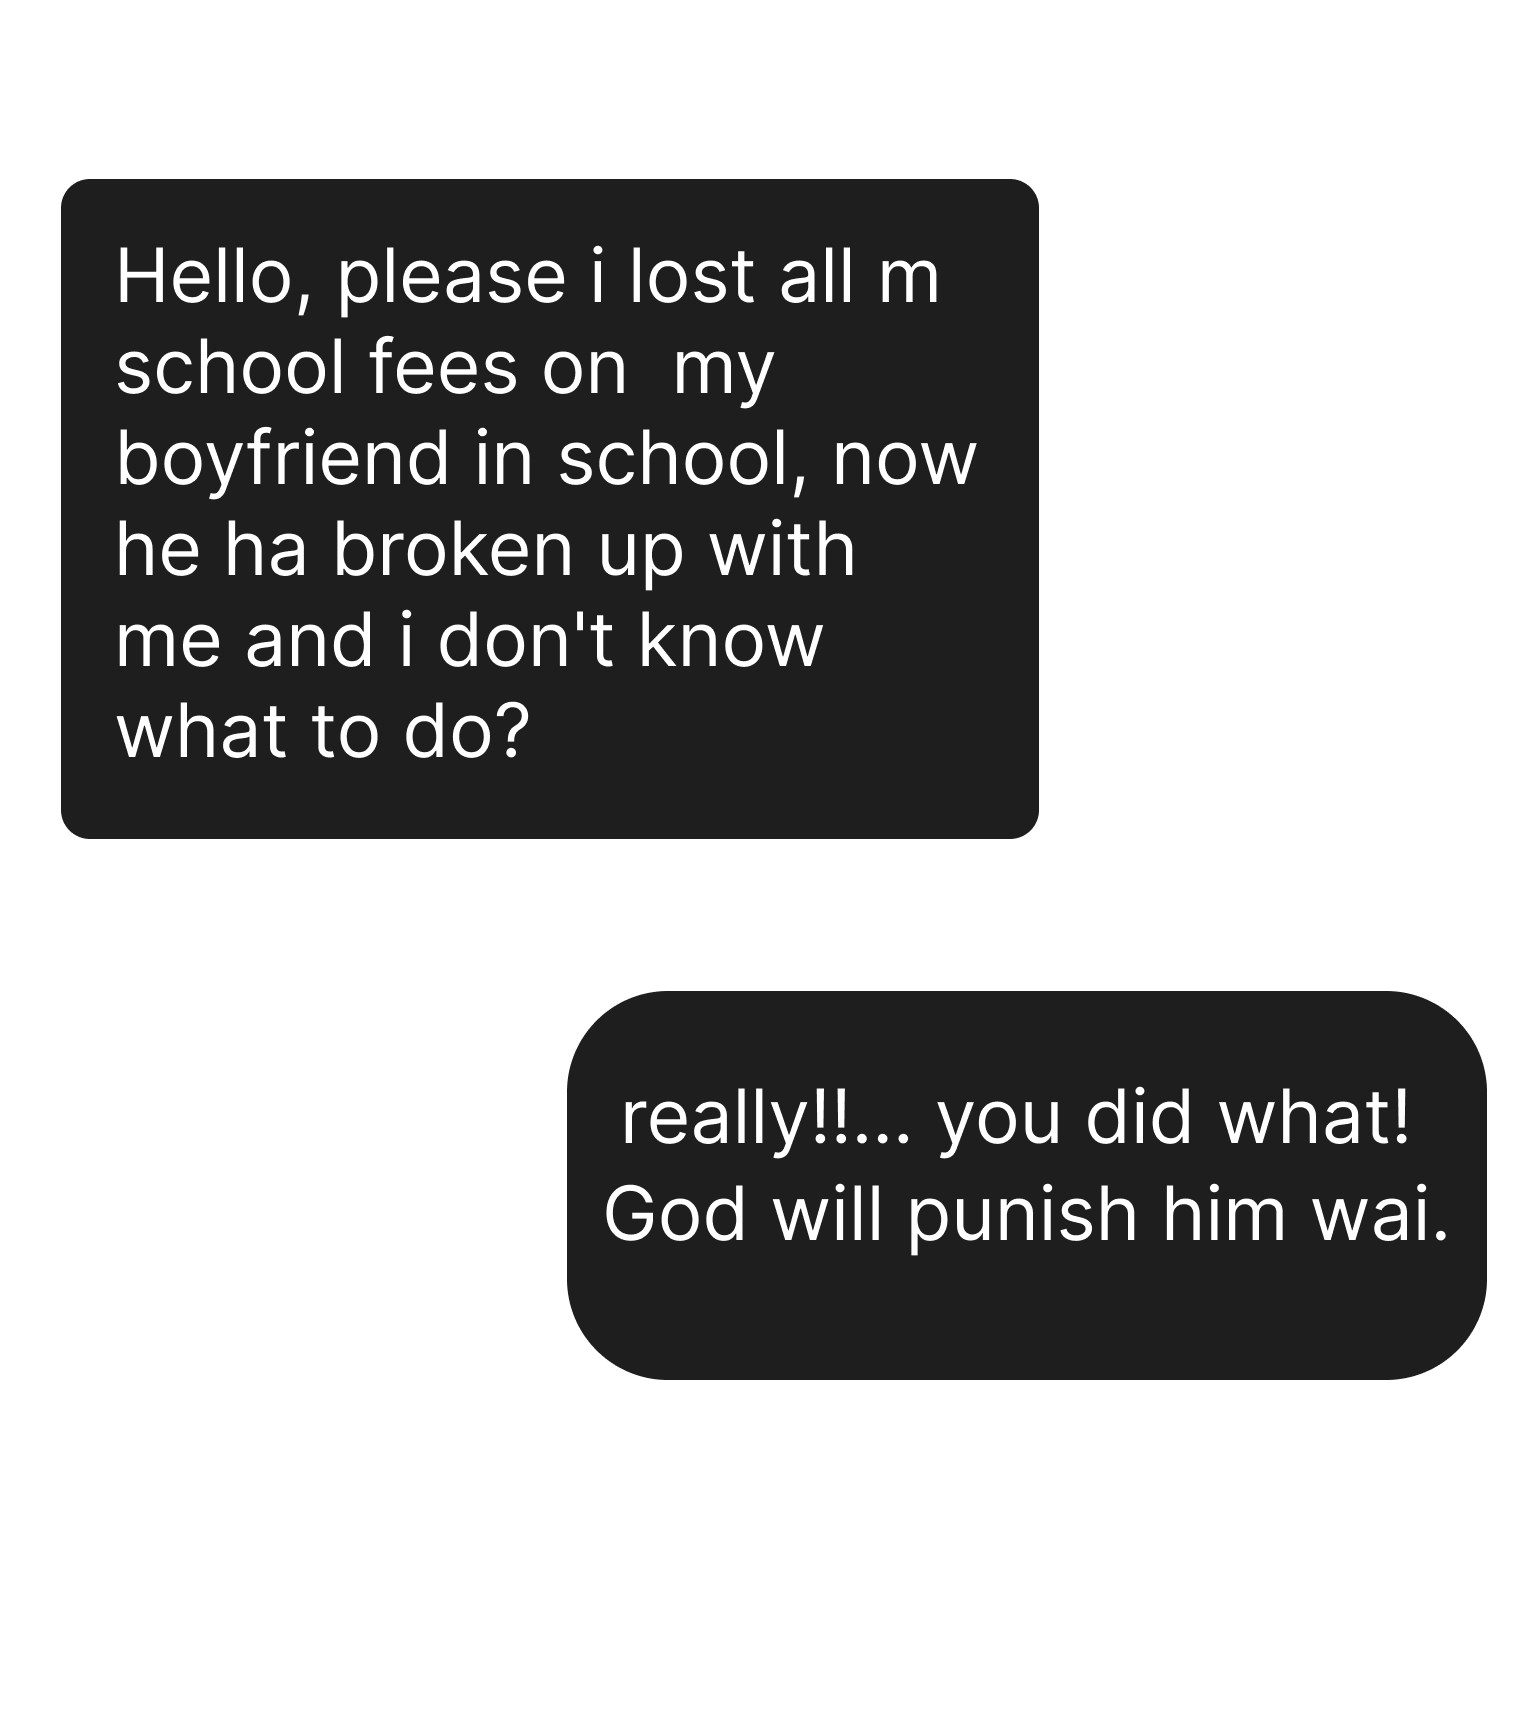 Hello, please i lost all m
school fees on  my
boyfriend in school, now
he ha broken up with
me and i don't know
what to do?
really!!... you did what!
God will punish him wai.